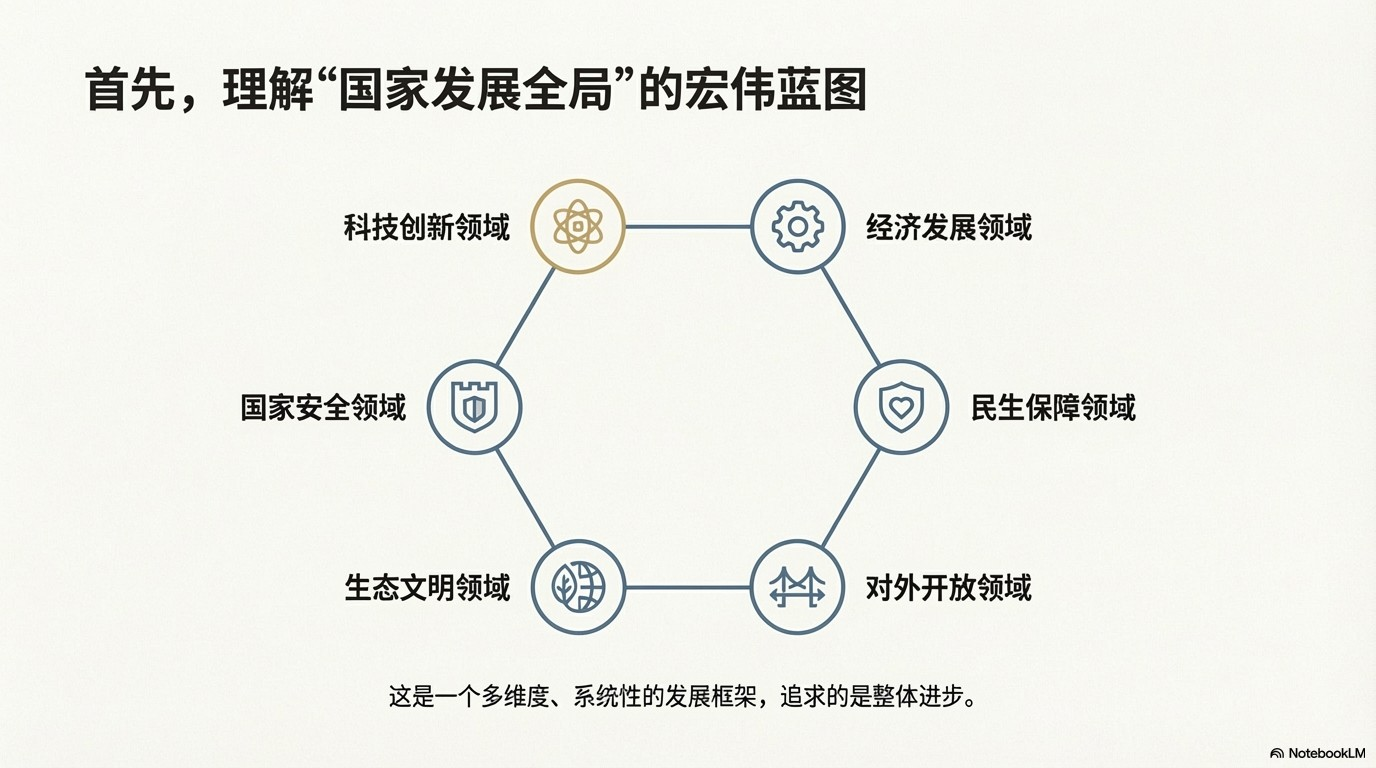 首先，理解“国家发展全局”的宏伟蓝图
科技创新领域
经济发展领域
国家安全领域
民生保障领域
生态文明领域
对外开放领域
这是一个多维度、系统性的发展框架，追求的是整体进步。
NotebookLM